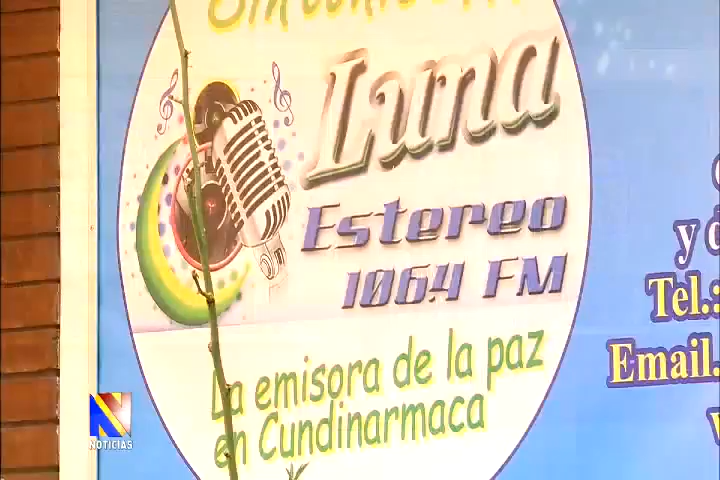 Luna
Estereo
106.4 FM
La emisora de la paz
en Cundinarmaca
y
Tel.:
Email.
N
NOTICIAS